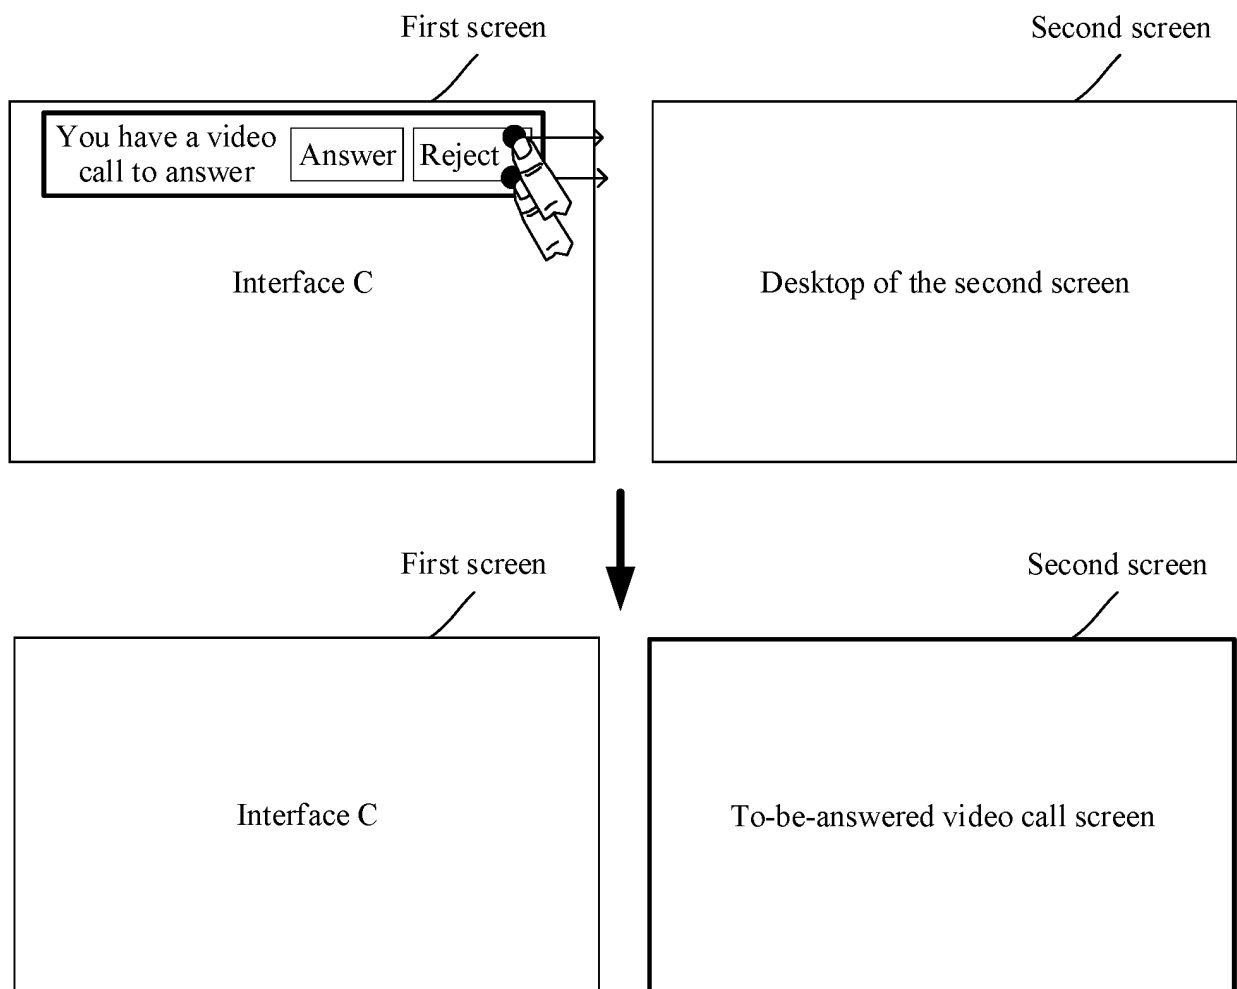 First screen
Second screen
You have a video
call to answer
Answer
Reject
Interface C
Desktop of the second screen
First screen
Second screen
Interface C
To-be-answered video call screen